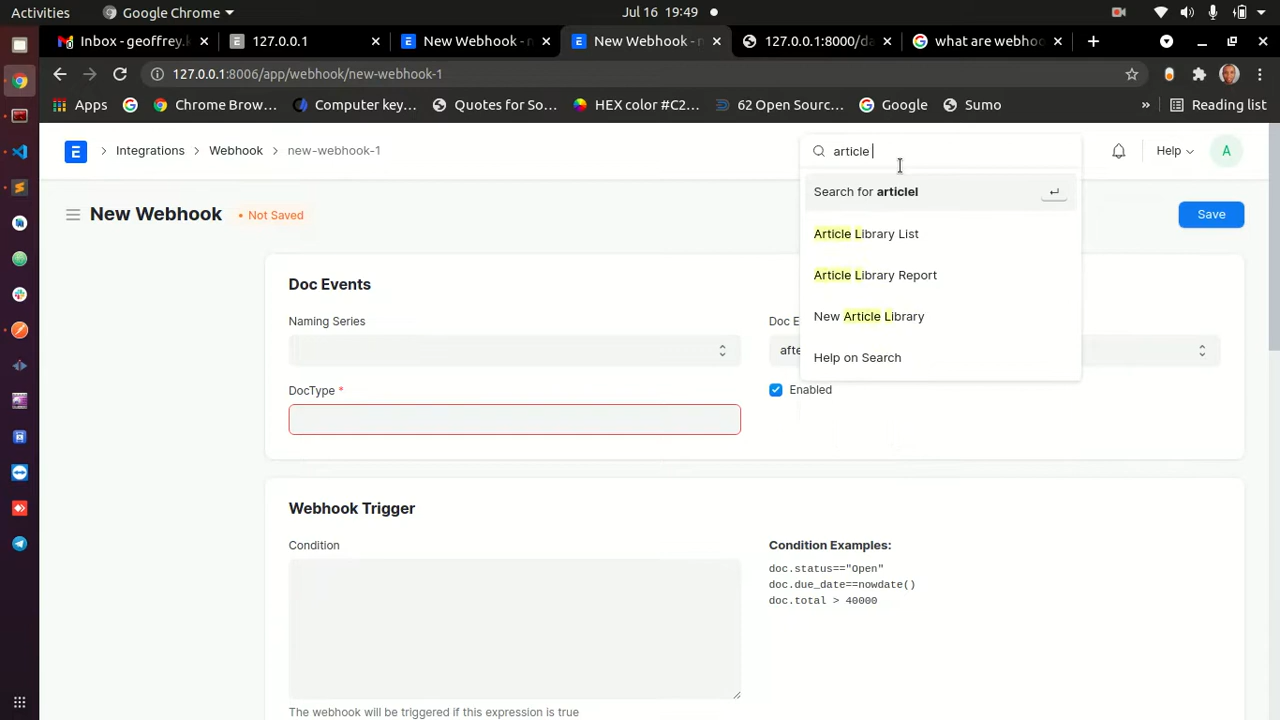 Activities
Google Chrome
Jul 16 19:49
Inbox - geoffrey.k
127.0.0.1
New Webhook - n
New Webhook - n
127.0.0.1:8000/da
what are webhoo
127.0.0.1:8006/app/webhook/new-webhook-1
Apps
Chrome Brow...
Computer key...
Quotes for So...
HEX color #C2...
62 Open Sourc...
Google
Sumo
»
Reading list
E
Integrations
Webhook
new-webhook-1
article
Help
A
Search for articlel
Article Library List
Article Library Report
New Article Library
Help on Search
New Webhook
• Not Saved
Save
Doc Events
Naming Series
Doc E
afte
DocType *
Enabled
Webhook Trigger
Condition
Condition Examples:
doc.status=="Open"
doc.due_date==nowdate()
doc.total > 40000
The webhook will be triggered if this expression is true